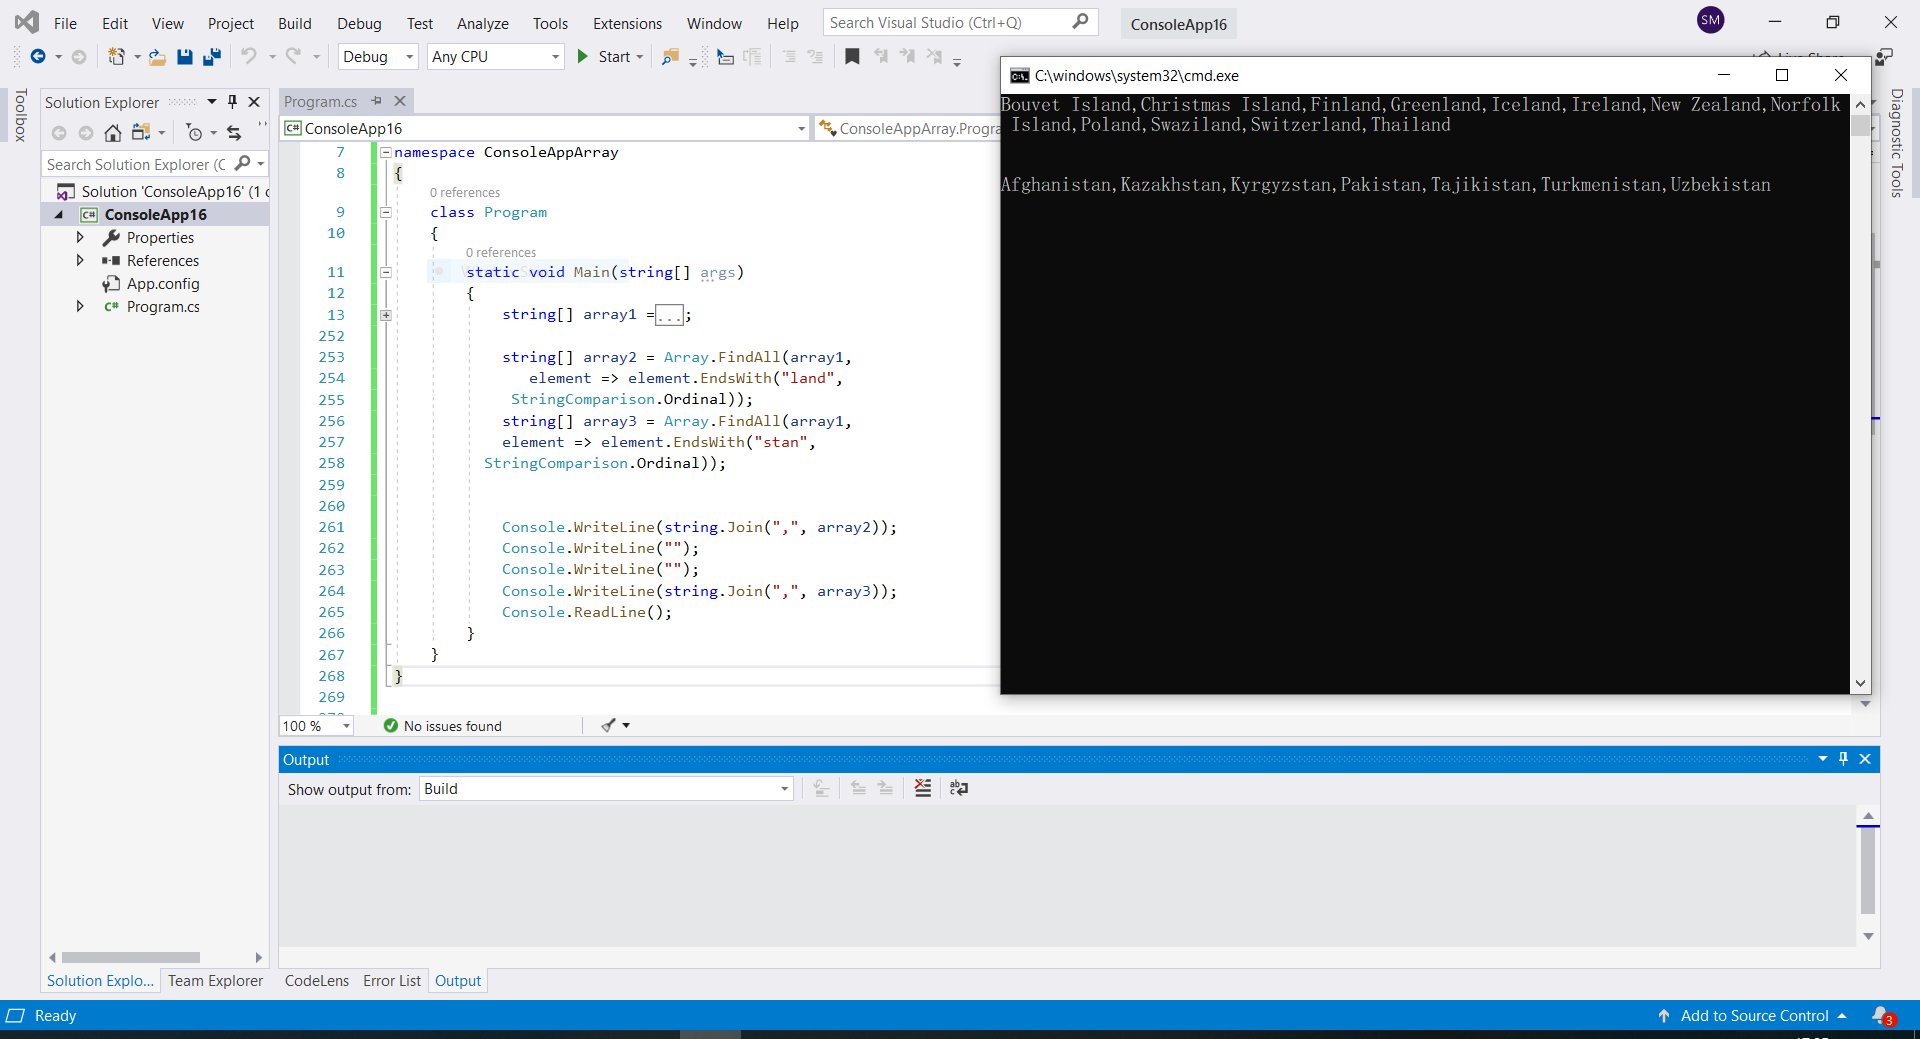 File Edit View Project Build Debug Test Analyze Tools Extensions Window Help Search Visual Studio (Ctrl+Q) ConsoleApp16 SM
Debug Any CPU Start
Toolbox
Solution Explorer
Search Solution Explorer (C
Solution 'ConsoleApp16' (1 c
C# ConsoleApp16
Properties
References
App.config
C# Program.cs
Program.cs
C# ConsoleApp16 ConsoleAppArray.Progra
7 namespace ConsoleAppArray
8 {
0 references
9 class Program
10 {
0 references
11 static void Main(string[] args)
12 {
13 string[] array1 =...;
252
253 string[] array2 = Array.FindAll(array1,
254 element => element.EndsWith("land",
255 StringComparison.Ordinal));
256 string[] array3 = Array.FindAll(array1,
257 element => element.EndsWith("stan",
258 StringComparison.Ordinal));
259
260
261 Console.WriteLine(string.Join(",", array2));
262 Console.WriteLine("");
263 Console.WriteLine("");
264 Console.WriteLine(string.Join(",", array3));
265 Console.ReadLine();
266 }
267 }
268 }
269
100 % No issues found
C:\windows\system32\cmd.exe
Bouvet Island,Christmas Island,Finland,Greenland,Iceland,Ireland,New Zealand,Norfolk
Island,Poland,Swaziland,Switzerland,Thailand
Afghanistan,Kazakhstan,Kyrgyzstan,Pakistan,Tajikistan,Turkmenistan,Uzbekistan
Diagnostic Tools
Output
Show output from: Build
Solution Explo... Team Explorer CodeLens Error List Output
Ready Add to Source Control 3